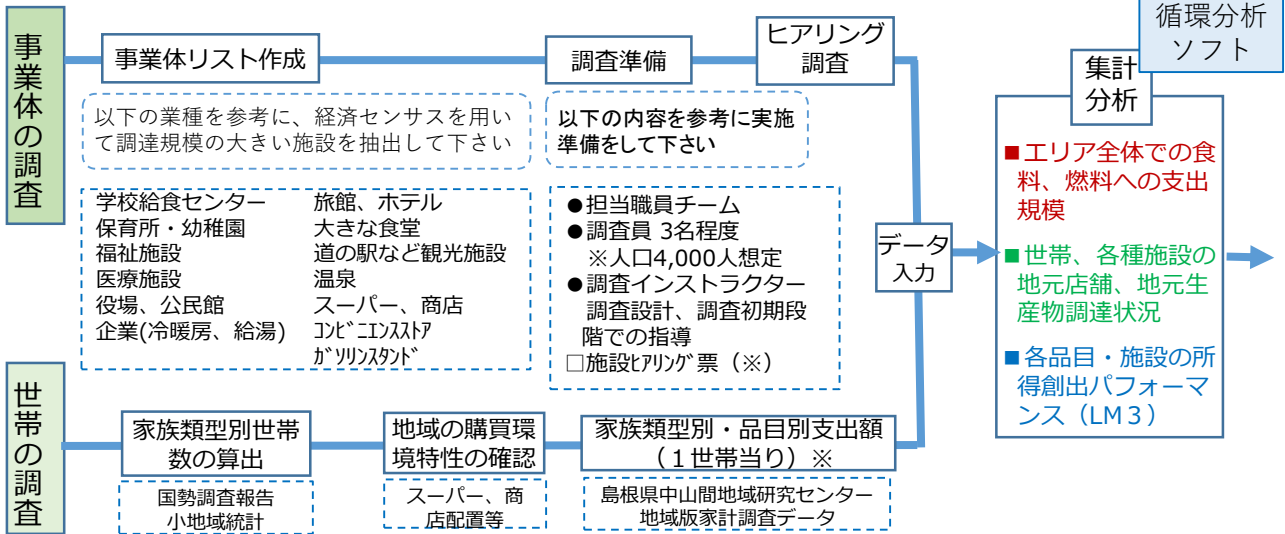 循環分析
ソフト
事業体の調査
事業体リスト作成
調査準備
ヒアリング
調査
集計
分析
以下の業種を参考に、経済センサスを用い
て調達規模の大きい施設を抽出して下さい
以下の内容を参考に実施
準備をして下さい
学校給食センター
保育所・幼稚園
福祉施設
医療施設
役場、公民館
企業(冷暖房、給湯)
旅館、ホテル
大きな食堂
道の駅など観光施設
温泉
スーパー、商店
ｺﾝﾋﾞﾆｴﾝｽｽﾄｱ
ｶﾞｿﾘﾝｽﾀﾝﾄﾞ
●担当職員チーム
●調査員 3名程度
※人口4,000人想定
●調査インストラクター
調査設計、調査初期段
階での指導
□施設ﾋｱﾘﾝｸﾞ票（※）
データ
入力
■エリア全体での食
料、燃料への支出
規模
■世帯、各種施設の
地元店舗、地元生
産物調達状況
■各品目・施設の所
得創出パフォーマ
ンス（LM３）
世帯の調査
家族類型別世帯
数の算出
地域の購買環
境特性の確認
家族類型別・品目別支出額
（１世帯当り）※
国勢調査報告
小地域統計
スーパー、商
店配置等
島根県中山間地域研究センター
地域版家計調査データ